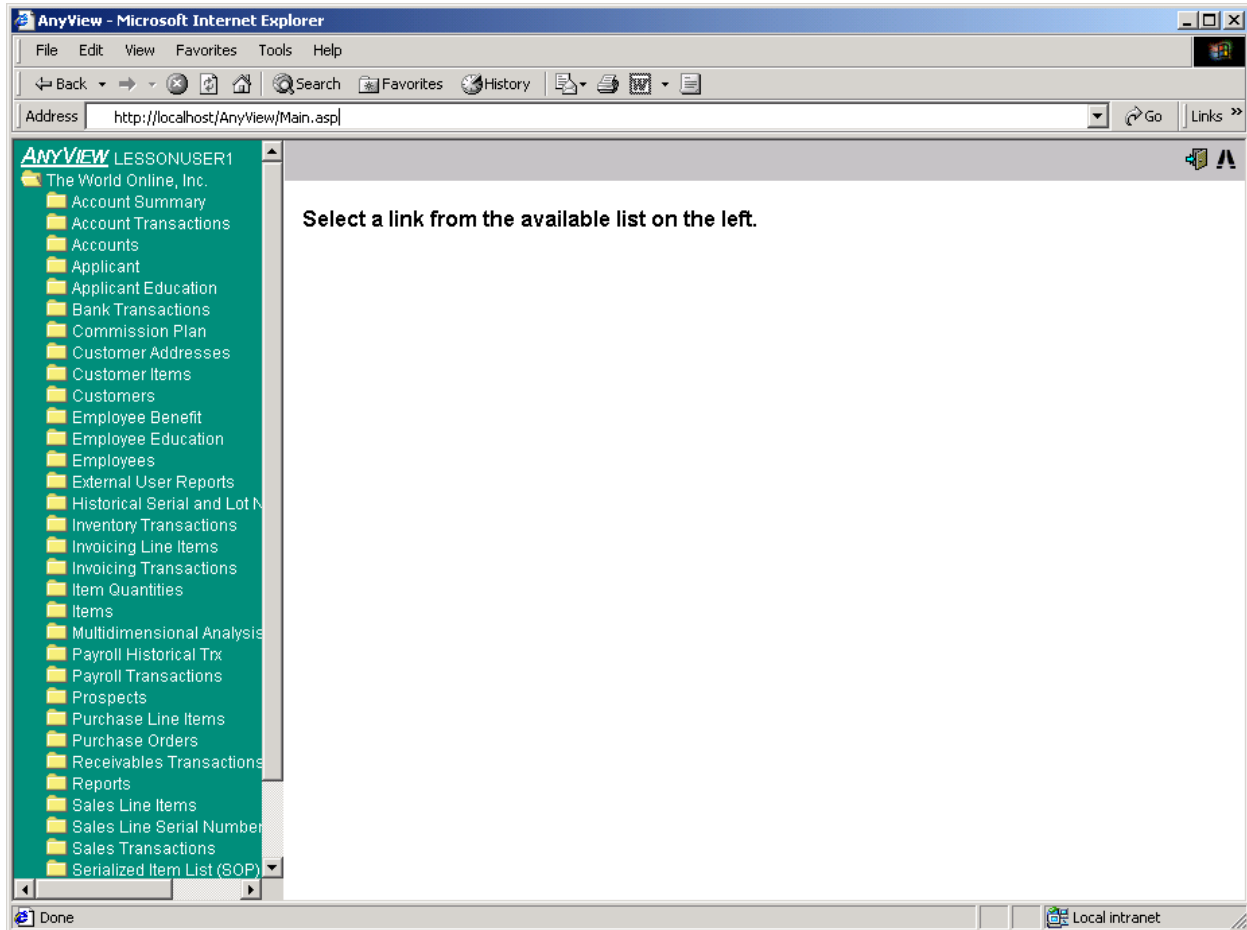 AnyView - Microsoft Internet Explorer
File Edit View Favorites Tools Help
Back Search Favorites History
Address http://localhost/AnyView/Main.asp Go Links »
ANYVIEW LESSONUSER1
The World Online, Inc.
Account Summary
Account Transactions
Accounts
Applicant
Applicant Education
Bank Transactions
Commission Plan
Customer Addresses
Customer Items
Customers
Employee Benefit
Employee Education
Employees
External User Reports
Historical Serial and Lot N
Inventory Transactions
Invoicing Line Items
Invoicing Transactions
Item Quantities
Items
Multidimensional Analysis
Payroll Historical Trx
Payroll Transactions
Prospects
Purchase Line Items
Purchase Orders
Receivables Transactions
Reports
Sales Line Items
Sales Line Serial Number
Sales Transactions
Serialized Item List (SOP)
Select a link from the available list on the left.
Done Local intranet